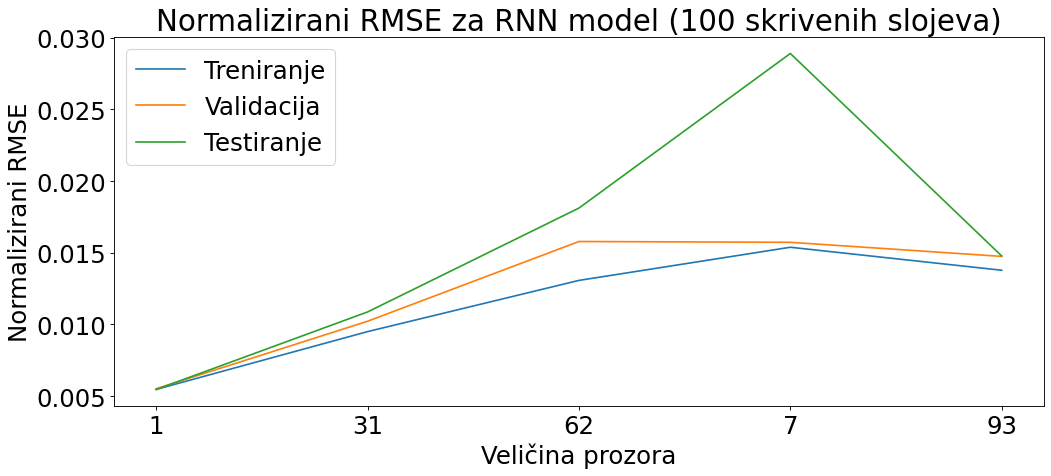 Normalizirani RMSE za RNN model (100 skrivenih slojeva)
Normalizirani RMSE
0.030
0.025
0.020
0.015
0.010
0.005
Treniranje
Validacija
Testiranje
1 31 62 7 93
Veličina prozora